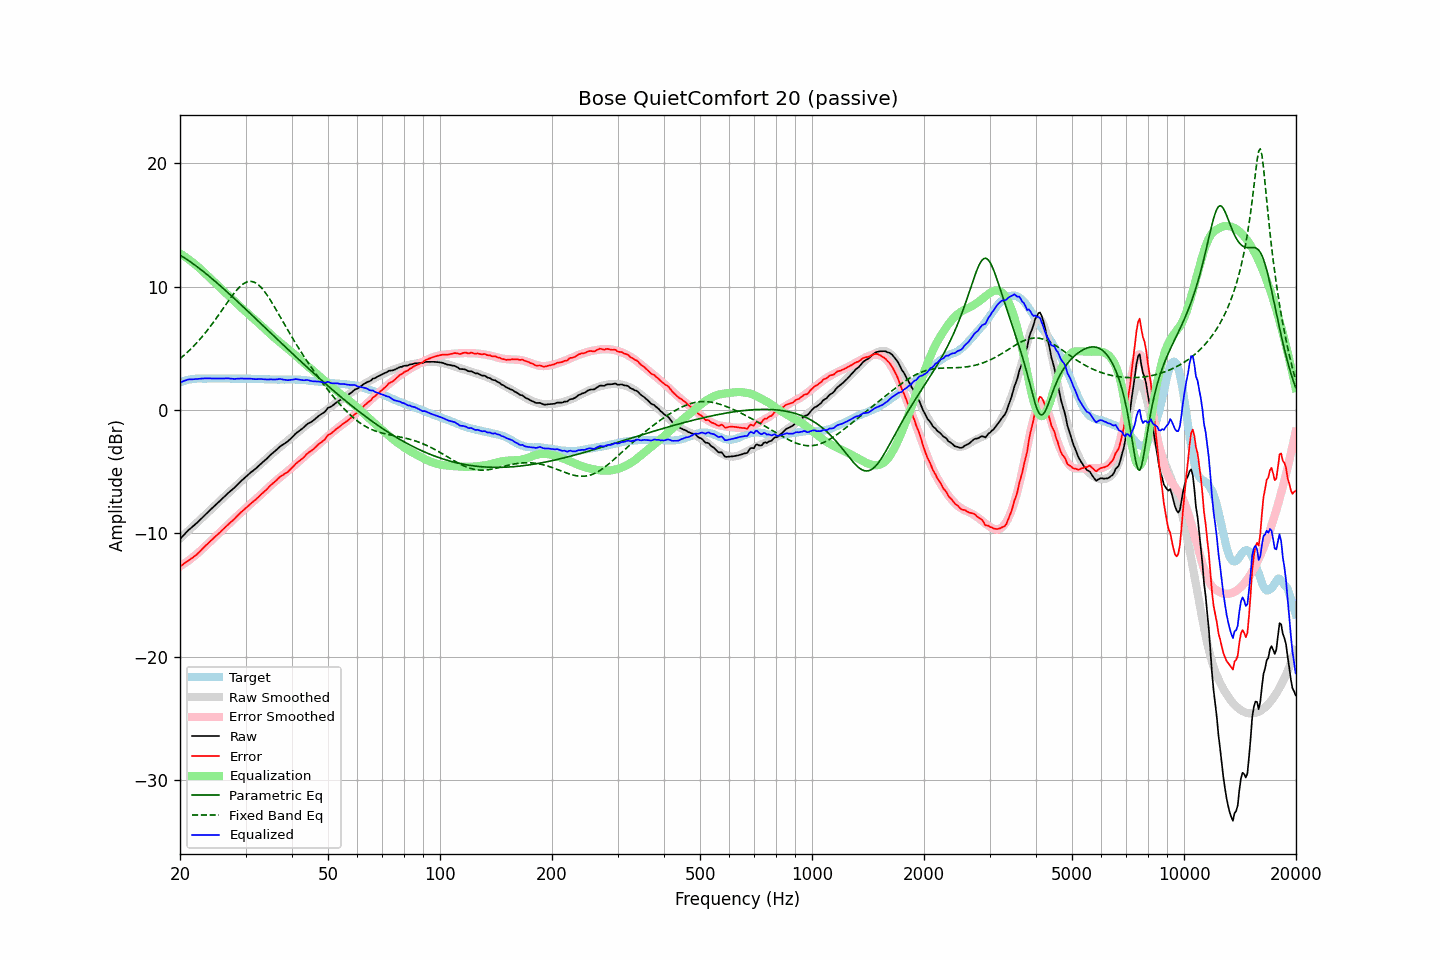 Bose QuietComfort 20 (passive)
Amplitude (dBr)
20
10
0
−10
−20
−30
Target
Raw Smoothed
Error Smoothed
Raw
Error
Equalization
Parametric Eq
Fixed Band Eq
Equalized
20 50 100 200 500 1000 2000 5000 10000 20000
Frequency (Hz)